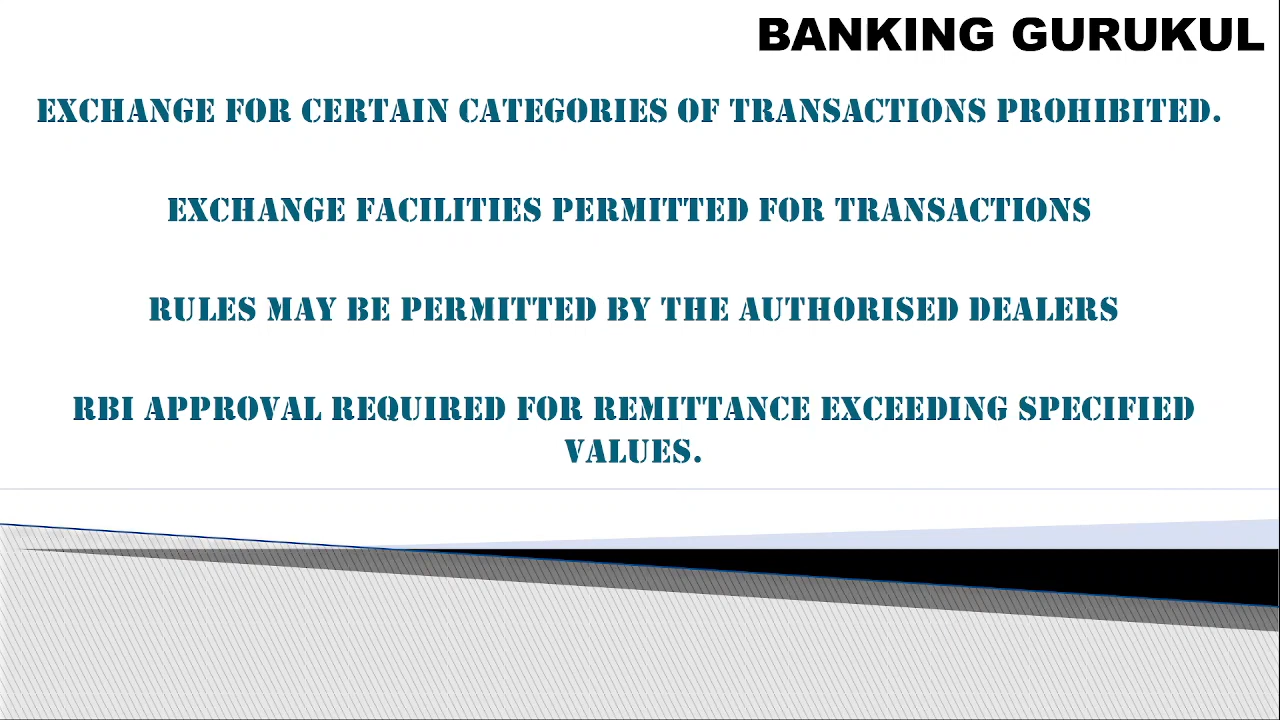 BANKING GURUKUL
EXCHANGE FOR CERTAIN CATEGORIES OF TRANSACTIONS PROHIBITED.
EXCHANGE FACILITIES PERMITTED FOR TRANSACTIONS
RULES MAY BE PERMITTED BY THE AUTHORISED DEALERS
RBI APPROVAL REQUIRED FOR REMITTANCE EXCEEDING SPECIFIED
VALUES.